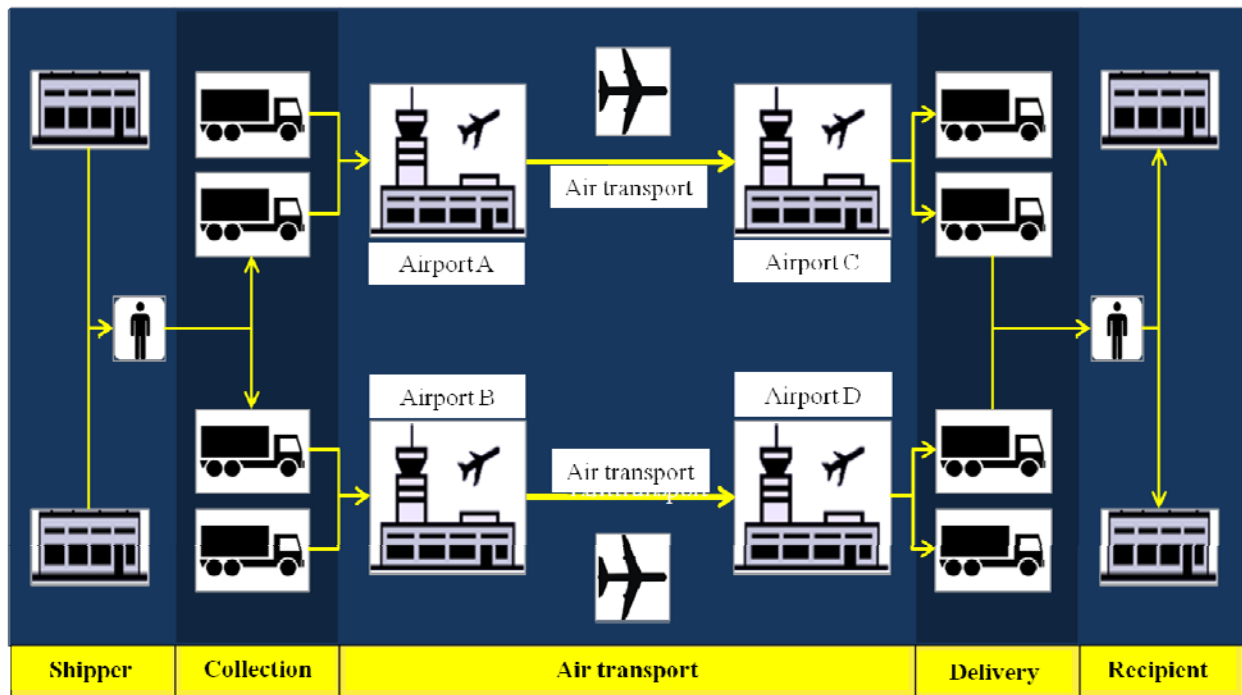 Air transport
Airport A
Airport C
Airport B
Airport D
Air transport
Shipper
Collection
Air transport
Delivery
Recipient